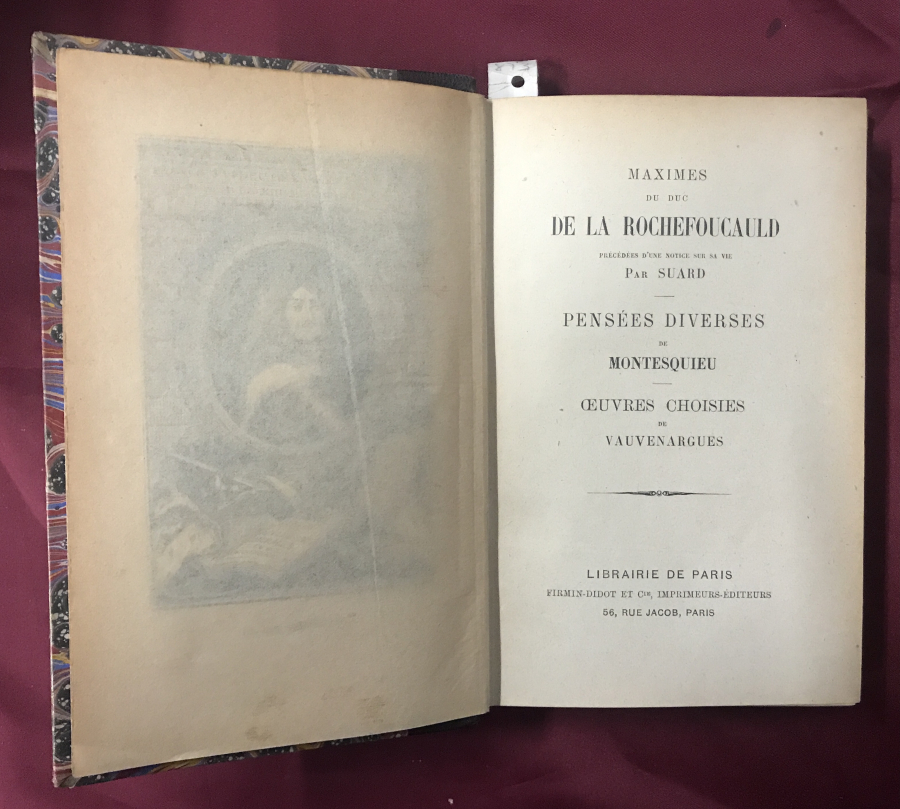 MAXIMES
DU DUC
DE LA ROCHEFOUCAULD
PRÉCÉDÉES D'UNE NOTICE SUR SA VIE
PAR SUARD
PENSÉES DIVERSES
DE
MONTESQUIEU
ŒUVRES CHOISIES
DE
VAUVENARGUES
LIBRAIRIE DE PARIS
FIRMIN-DIDOT ET Cie, IMPRIMEURS-ÉDITEURS
56, RUE JACOB, PARIS